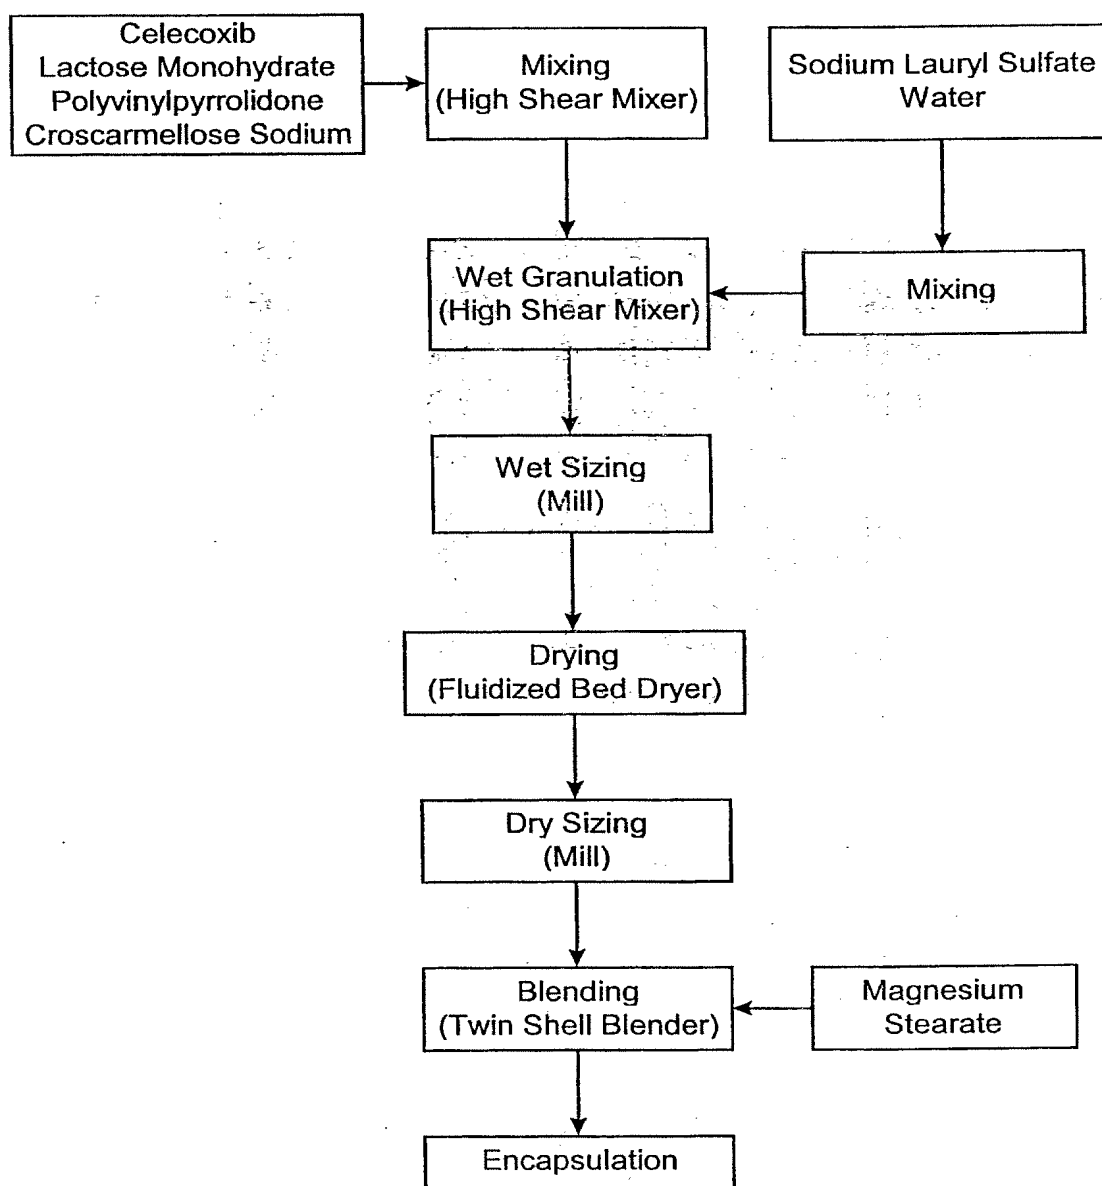 Celecoxib
Lactose Monohydrate
Polyvinylpyrrolidone
Croscarmellose Sodium
Mixing
(High Shear Mixer)
Sodium Lauryl Sulfate
Water
Wet Granulation
(High Shear Mixer)
Mixing
Wet Sizing
(Mill)
Drying
(Fluidized Bed Dryer)
Dry Sizing
(Mill)
Blending
(Twin Shell Blender)
Magnesium
Stearate
Encapsulation